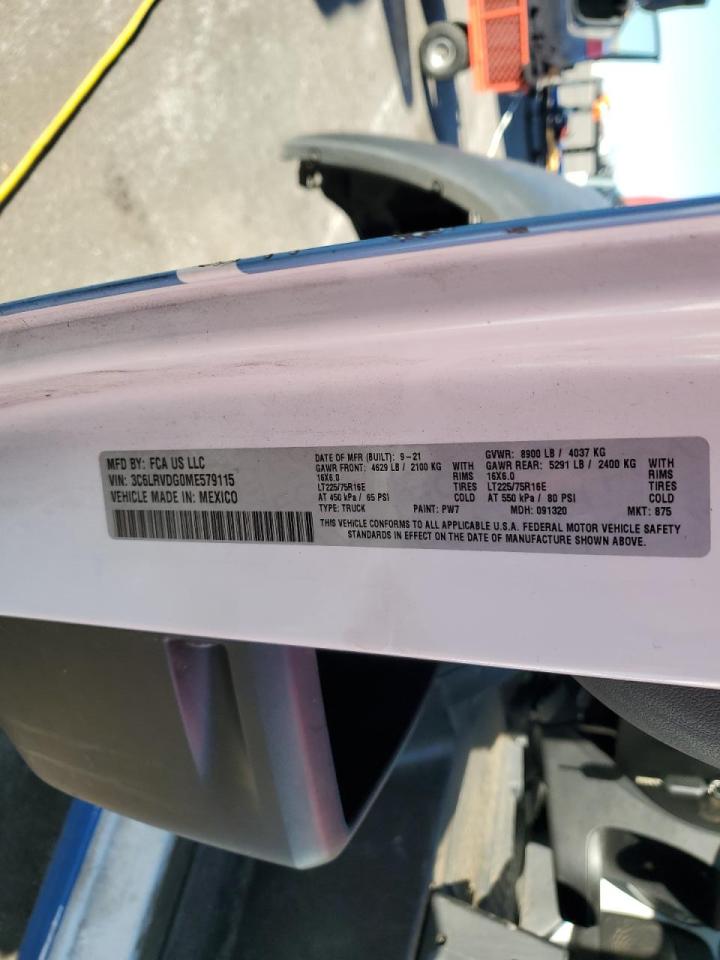 MFD BY: FCA US LLC
VIN: 3C6LRVDG0ME579115
VEHICLE MADE IN: MEXICO
DATE OF MFR (BUILT): 9-21 GVWR: 8900 LB / 4037 KG
GAWR FRONT: 4629 LB / 2100 KG WITH GAWR REAR: 5291 LB / 2400 KG WITH
16X6.0 RIMS 16X6.0 RIMS
LT225/75R16E TIRES LT225/75R16E TIRES
AT 450 kPa / 65 PSI COLD AT 550 kPa / 80 PSI COLD
TYPE: TRUCK PAINT: PW7 MDH: 091320 MKT: 875
THIS VEHICLE CONFORMS TO ALL APPLICABLE U.S.A. FEDERAL MOTOR VEHICLE SAFETY
STANDARDS IN EFFECT ON THE DATE OF MANUFACTURE SHOWN ABOVE.